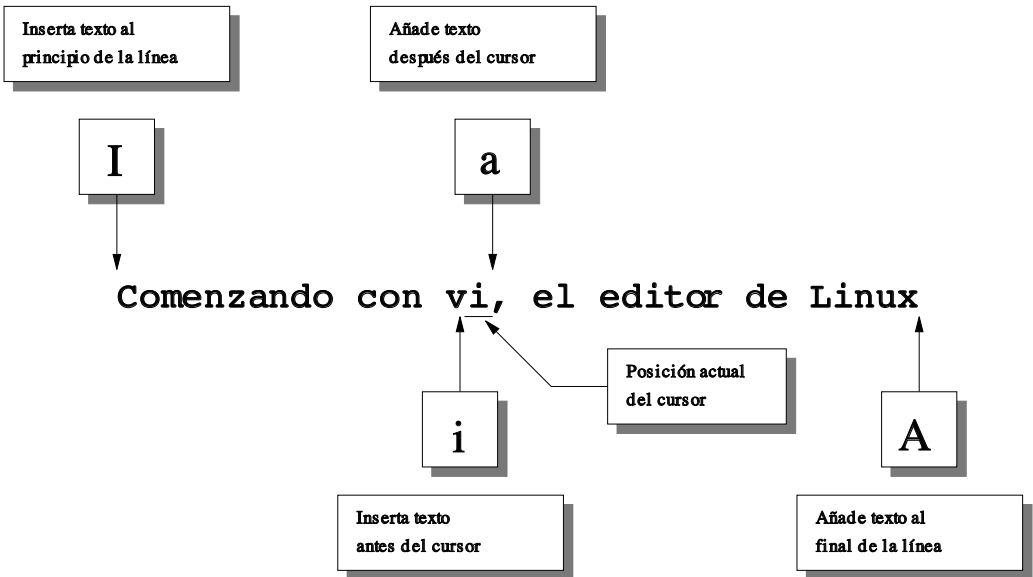 Inserta texto al
principio de la línea
Añade texto
después del cursor
I
a
Comenzando con vi, el editor de Linux
Posición actual
del cursor
i
A
Inserta texto
antes del cursor
Añade texto al
final de la línea